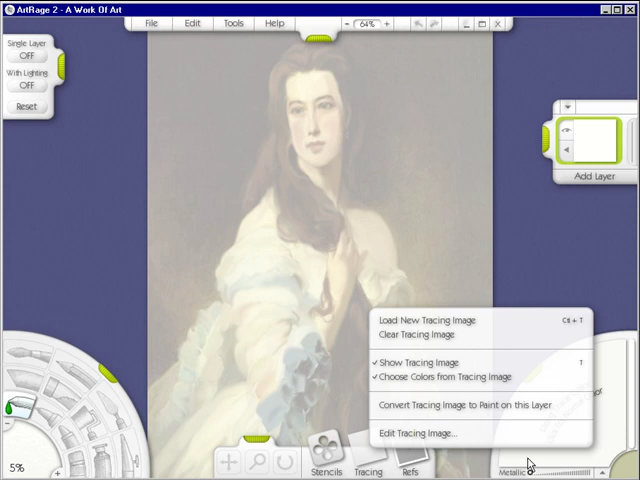 ArtRage 2 - A Work Of Art
File Edit Tools Help - 64% +
Single Layer
OFF
With Lighting
OFF
Reset
Add Layer
Load New Tracing Image Ctl + T
Clear Tracing Image
Show Tracing Image T
Choose Colors from Tracing Image
Convert Tracing Image to Paint on this Layer
Edit Tracing Image...
5%
Stencils Tracing Refs
Metallic